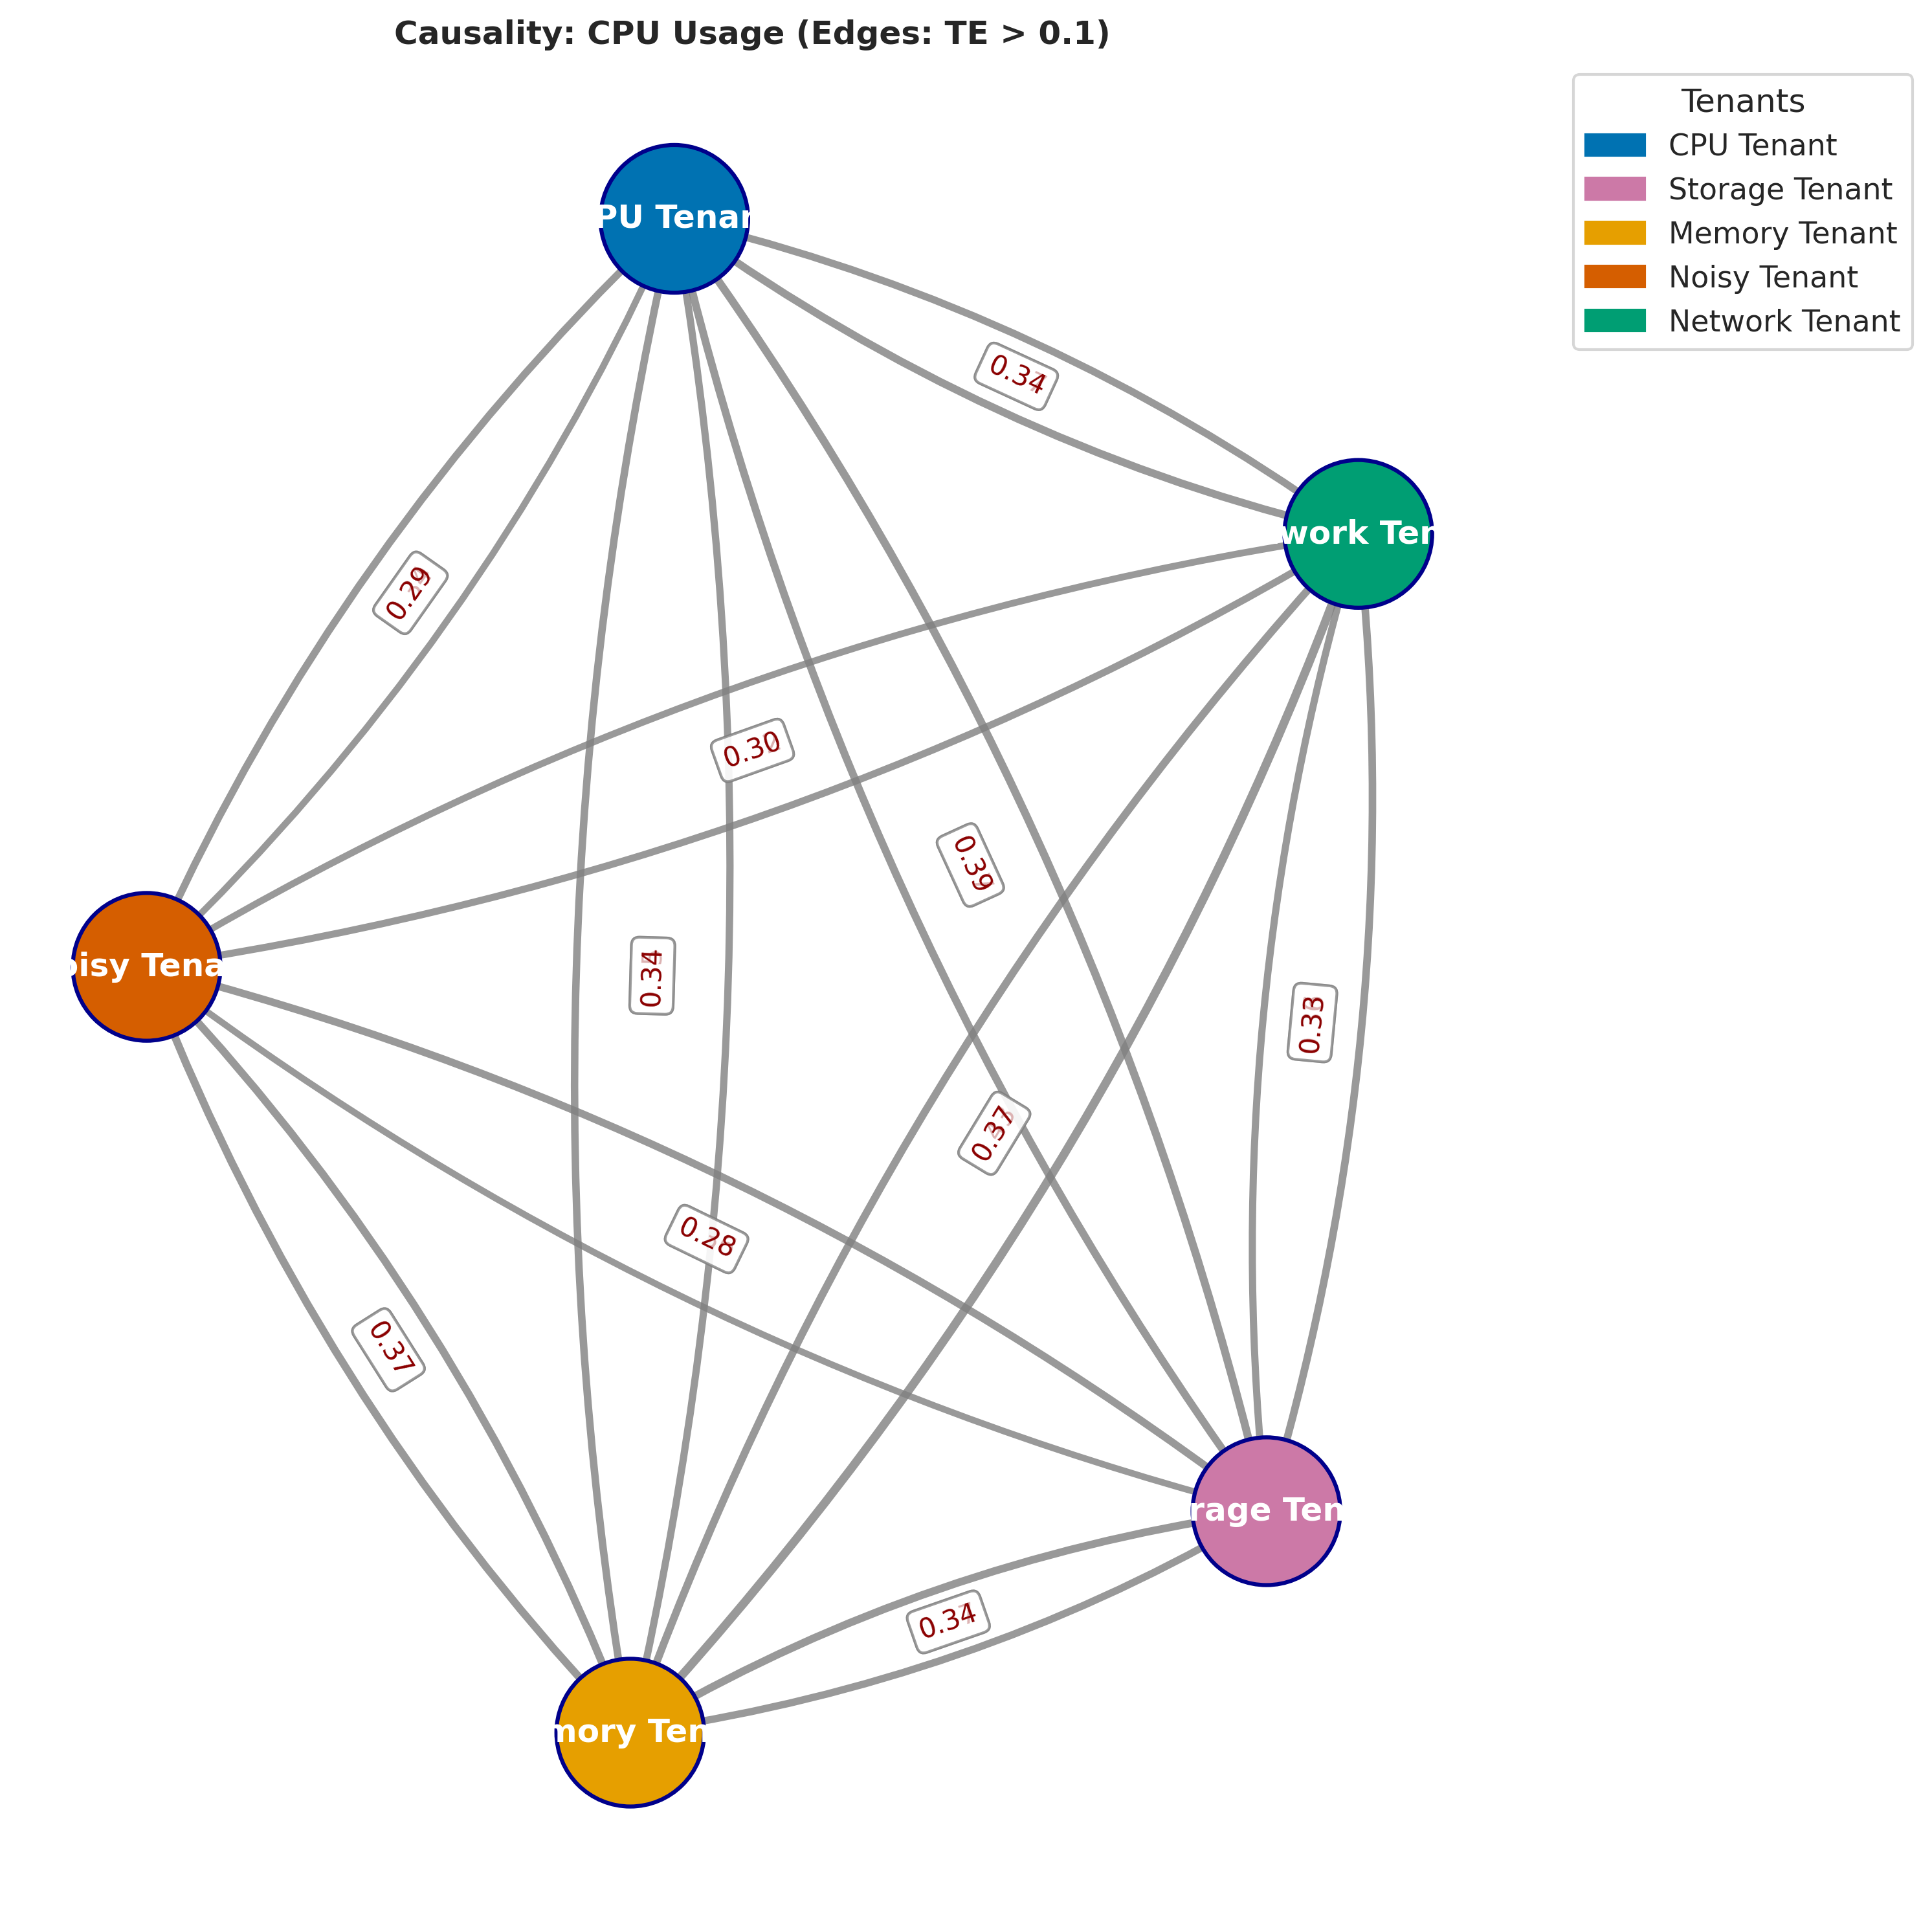 Causality: CPU Usage (Edges: TE > 0.1)
Tenants
CPU Tenant
Storage Tenant
Memory Tenant
Noisy Tenant
Network Tenant
PU Tenan
0.34
work Ten
0.29
0.30
0.39
oisy Tena
0.34
0.33
0.37
0.28
0.37
rage Ten
0.34
mory Ten